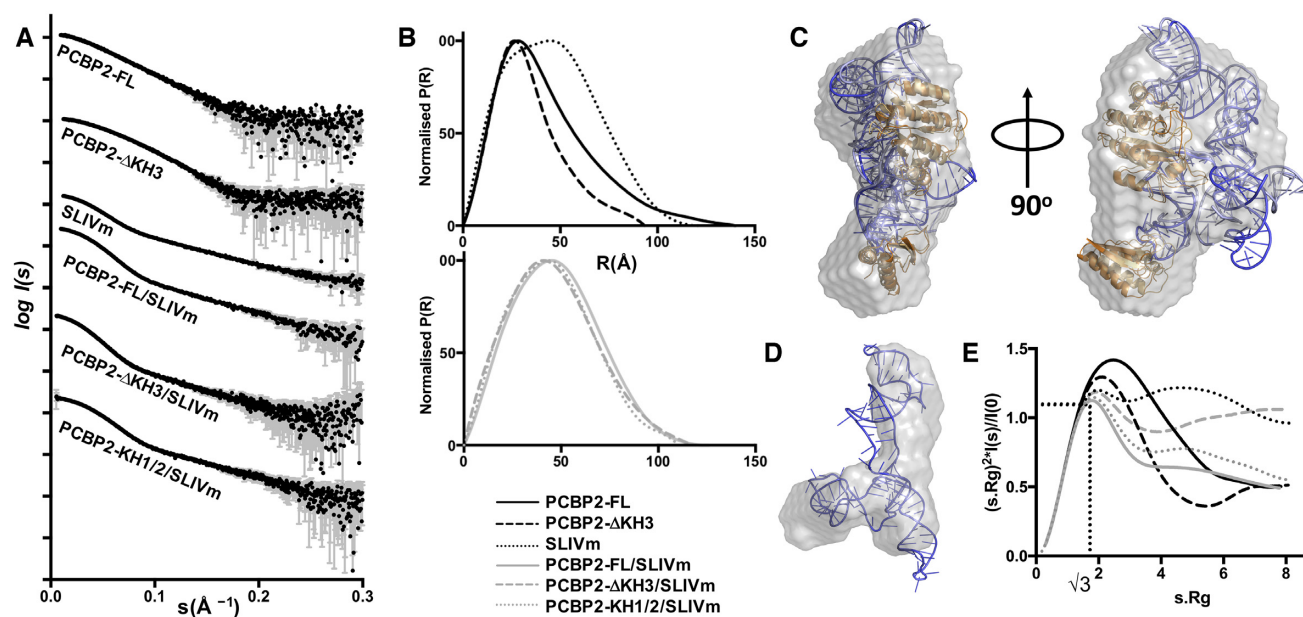 A
PCBP2-FL
PCBP2-ΔKH3
SLIVm
PCBP2-FL/SLIVm
PCBP2-ΔKH3/SLIVm
PCBP2-KH1/2/SLIVm
log I(s)
0.0 0.1 0.2 0.3
s(Å ⁻¹)
B
Normalised P(R)
00
50
0
0 50 100 150
R(Å)
Normalised P(R)
00
50
0
0 50 100 150
PCBP2-FL
PCBP2-ΔKH3
SLIVm
PCBP2-FL/SLIVm
PCBP2-ΔKH3/SLIVm
PCBP2-KH1/2/SLIVm
C
90º
D
E
(s.Rg)²*I(s)/I(0)
1.5
1.0
0.5
0.0
0 √3 2 4 6 8
s.Rg